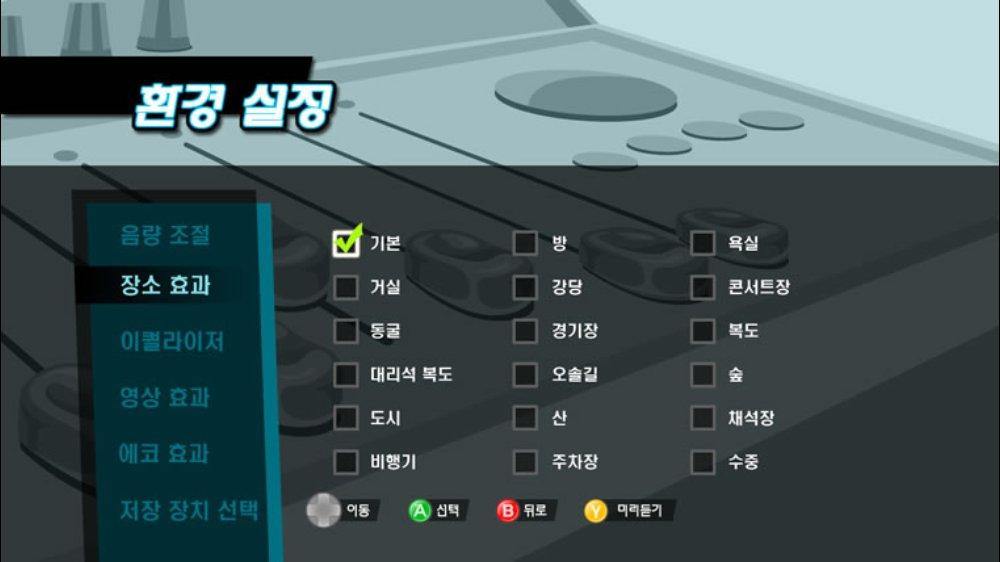 환경 설정
음량 조절
장소 효과
이퀄라이저
영상 효과
에코 효과
저장 장치 선택
기본 방 욕실
거실 강당 콘서트장
동굴 경기장 복도
대리석 복도 오솔길 숲
도시 산 채석장
비행기 주차장 수중
이동 A 선택 B 뒤로 Y 미리듣기